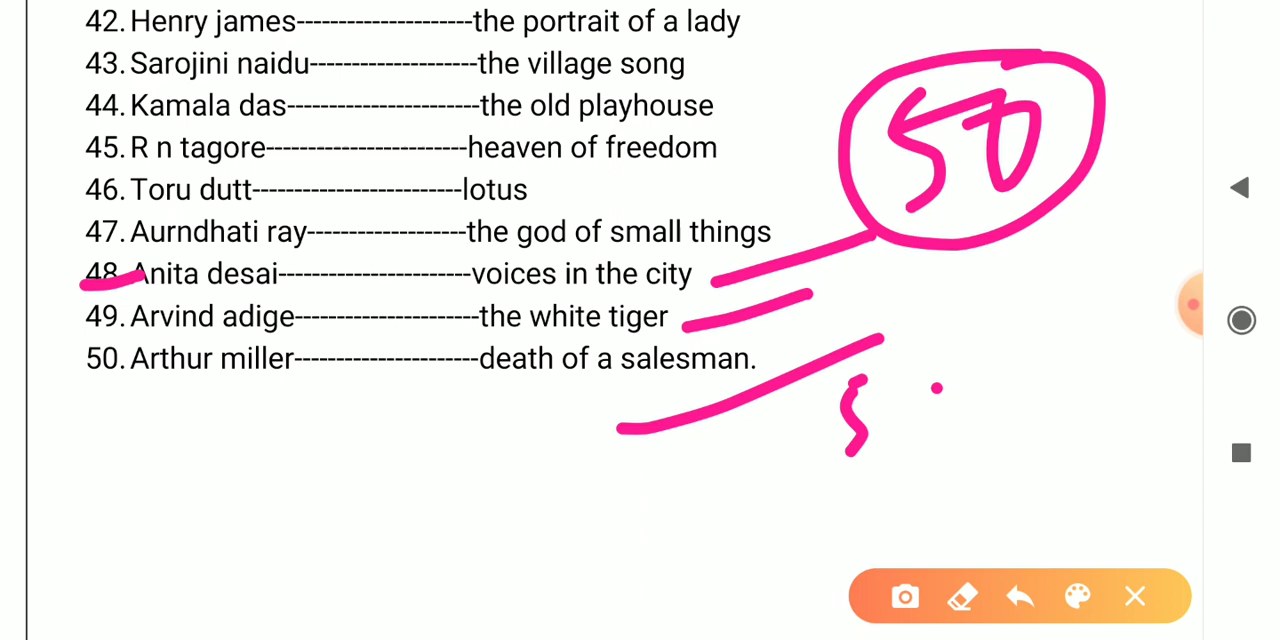 42. Henry james-------------------the portrait of a lady
43. Sarojini naidu--------------------the village song
44. Kamala das-----------------------the old playhouse
45. R n tagore------------------------heaven of freedom
46. Toru dutt-------------------------lotus
47. Aurndhati ray-------------------the god of small things
48. Anita desai-----------------------voices in the city
49. Arvind adige----------------------the white tiger
50. Arthur miller----------------------death of a salesman.
50